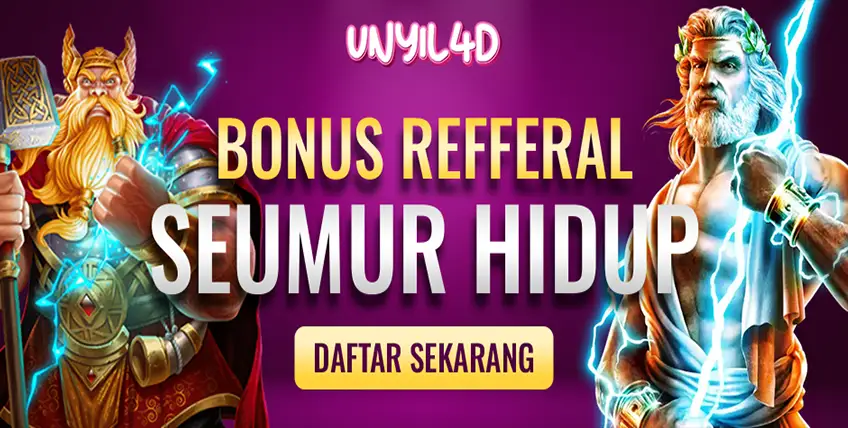 UNYIL4D
BONUS REFFERAL
SEUMUR HIDUP
DAFTAR SEKARANG